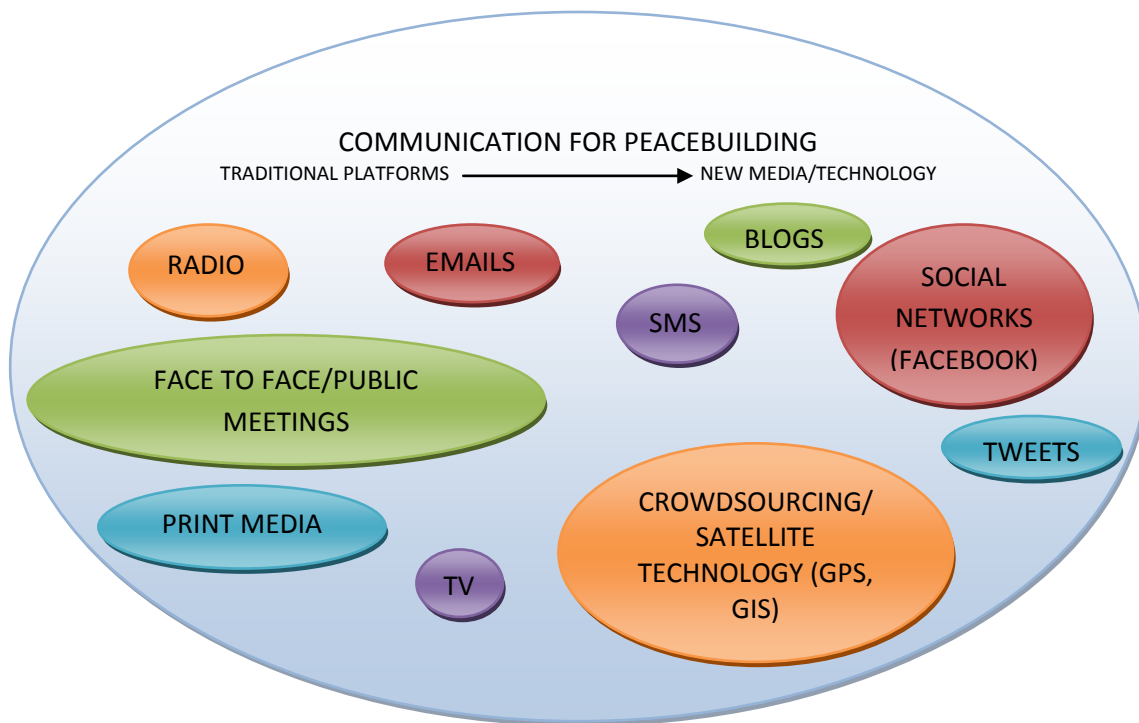 COMMUNICATION FOR PEACEBUILDING
TRADITIONAL PLATFORMS
NEW MEDIA/TECHNOLOGY
RADIO
EMAILS
BLOGS
SOCIAL
NETWORKS
(FACEBOOK)
SMS
FACE TO FACE/PUBLIC
MEETINGS
TWEETS
PRINT MEDIA
CROWDSOURCING/
SATELLITE
TECHNOLOGY (GPS,
GIS)
TV